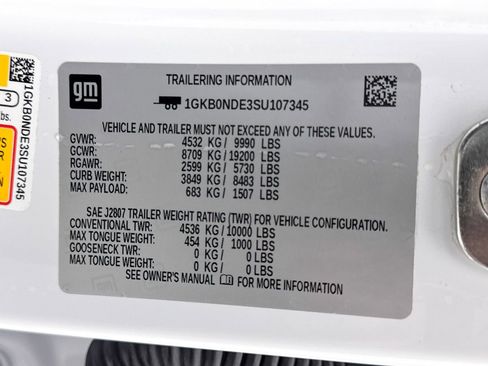 gm
TRAILERING INFORMATION
1GKB0NDE3SU107345
VEHICLE AND TRAILER MUST NOT EXCEED ANY OF THESE VALUES.
GVWR: 4532 KG / 9990 LBS
GCWR: 8709 KG / 19200 LBS
RGAWR: 2599 KG / 5730 LBS
CURB WEIGHT: 3849 KG / 8483 LBS
MAX PAYLOAD: 683 KG / 1507 LBS
SAE J2807 TRAILER WEIGHT RATING (TWR) FOR VEHICLE CONFIGURATION.
CONVENTIONAL TWR: 4536 KG / 10000 LBS
MAX TONGUE WEIGHT: 454 KG / 1000 LBS
GOOSENECK TWR: 0 KG / 0 LBS
MAX TONGUE WEIGHT: 0 KG / 0 LBS
SEE OWNER'S MANUAL FOR MORE INFORMATION
1GKB0NDE3SU107345
3